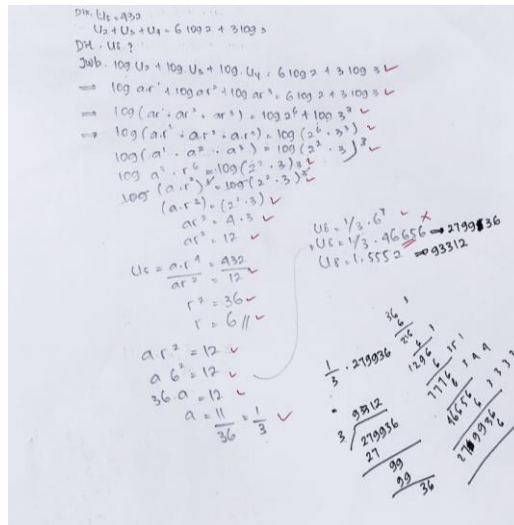 Dik. U5 = 432
U2 + U3 + U4 = 6 log 2 + 3 log 3
Dit. U8 ?
Jwb. log U2 + log. U3 + log. U4 = 6 log 2 + 3 log 3 ✓
⇒ log ar¹ + log ar² + log ar³ = 6 log 2 + 3 log 3 ✓
⇒ log (ar¹ . ar² . ar³) = log 2⁶ + log 3³ ✓
⇒ log (a.r¹ . a.r² . a.r³) = log (2⁶ . 3³) ✓
log (a¹ . a² . a³) = log (2² . 3)³ ✓
log a³ . r⁶ = log (2² . 3)³ ✓
log (a.r²)³ = log (2² . 3)³ ✓
(a.r²) = (2² . 3) ✓
ar² = 4 . 3 ✓
ar² = 12 ✓
U5 = a.r⁴ / ar² = 432 / 12 ✓
r² = 36 ✓
r = 6 // ✓
ar² = 12 ✓
a 6² = 12 ✓
36 . a = 12 ✓
a = 11/36 = 1/3 ✓
U8 = 1/3 . 6⁷ ✓
U8 = 1/3 . 46656 ✗ → 279936
U8 = 1.5552 ⇒ 93312
1/3 . 279936
93312
3 279936
27
99
99
36
36
6
216
6
1296
6
7776
6
46656
6
279936
6